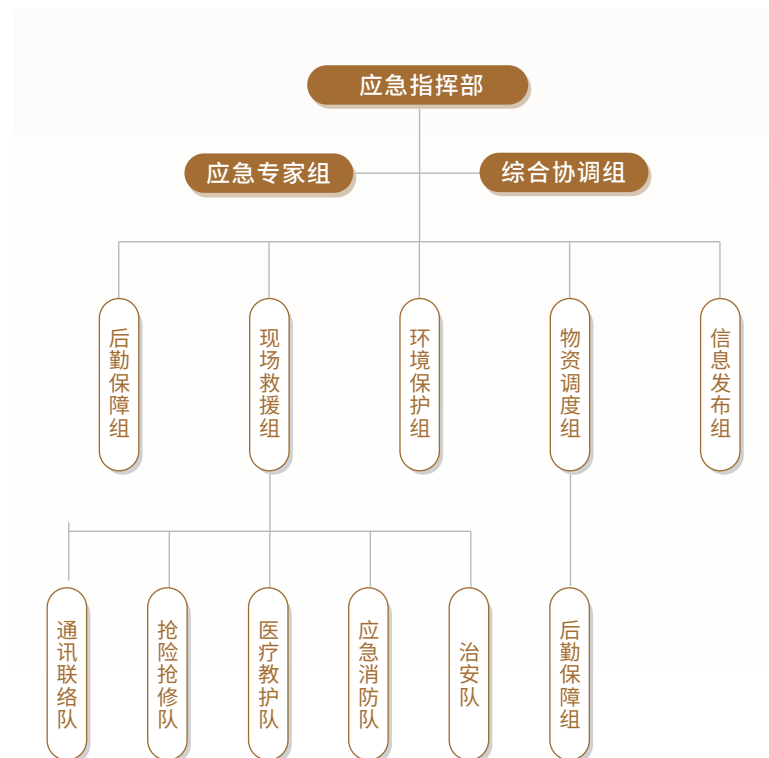 应急指挥部
应急专家组
综合协调组
后勤保障组
现场救援组
环境保护组
物资调度组
信息发布组
通讯联络队
抢险抢修队
医疗教护队
应急消防队
治安队
后勤保障组